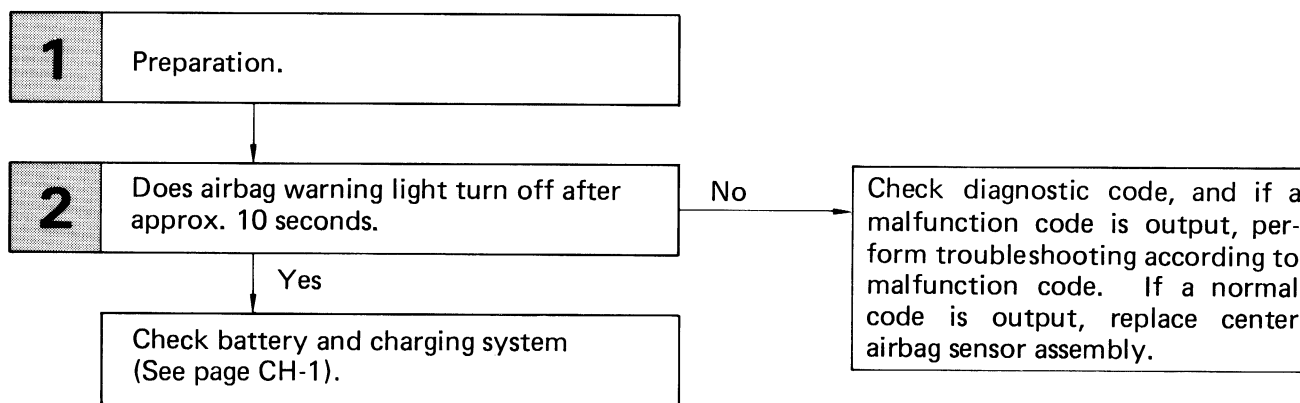 1
Preparation.
2
Does airbag warning light turn off after
approx. 10 seconds.
No
Check diagnostic code, and if a
malfunction code is output, per-
form troubleshooting according to
malfunction code. If a normal
code is output, replace center
airbag sensor assembly.
Yes
Check battery and charging system
(See page CH-1).